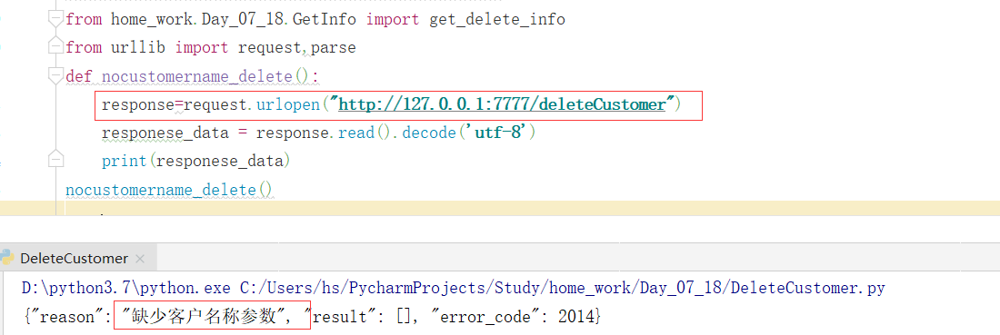 from home_work.Day_07_18.GetInfo import get_delete_info
from urllib import request,parse
def nocustomername_delete():
response=request.urlopen("http://127.0.0.1:7777/deleteCustomer")
responese_data = response.read().decode('utf-8')
print(responese_data)
nocustomername_delete()
DeleteCustomer ×
D:\python3.7\python.exe C:/Users/hs/PycharmProjects/Study/home_work/Day_07_18/DeleteCustomer.py
{"reason": "缺少客户名称参数", "result": [], "error_code": 2014}